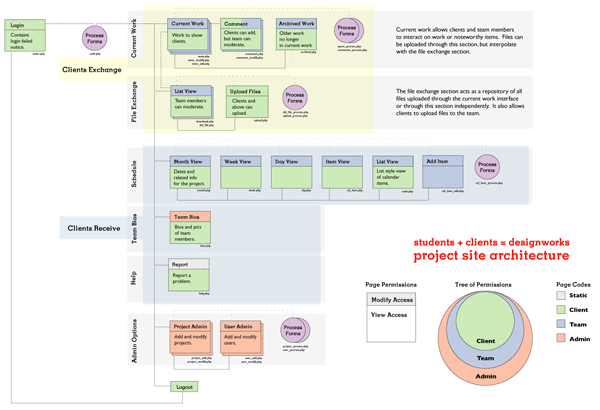 Login
Contains
login failed
notice.
Process
Forms
Clients Exchange
Current Work
Current Work
Work to show
clients.
Comment
Clients can add,
but team can
moderate.
Archived Work
Older work
no longer
in current work
Process
Forms
Current work allows clients and team members
to interact on work or noteworthy items. Files can
be uploaded through this section, but interpolate
with the file exchange section.
File Exchange
List View
Team members
can moderate.
Upload Files
Clients and
above can
upload.
Process
Forms
The file exchange section acts as a repository of all
files uploaded through the current work interface
or through this section independently. It also allows
clients to upload files to the team.
Schedule
Month View
Dates and
related info
for the project.
Week View
Day View
Item View
List View
List style view
of calendar
items.
Add Item
Process
Forms
Clients Receive
Team Bios
Team Bios
Bios and pics
of team
members.
Help
Report
Report a
problem.
students + clients = designworks
project site architecture
Page Permissions
Modify Access
View Access
Tree of Permissions
Client
Team
Admin
Page Codes
Static
Client
Team
Admin
Admin Options
Project Admin
Add and modify
projects.
User Admin
Add and modify
users.
Process
Forms
Logout